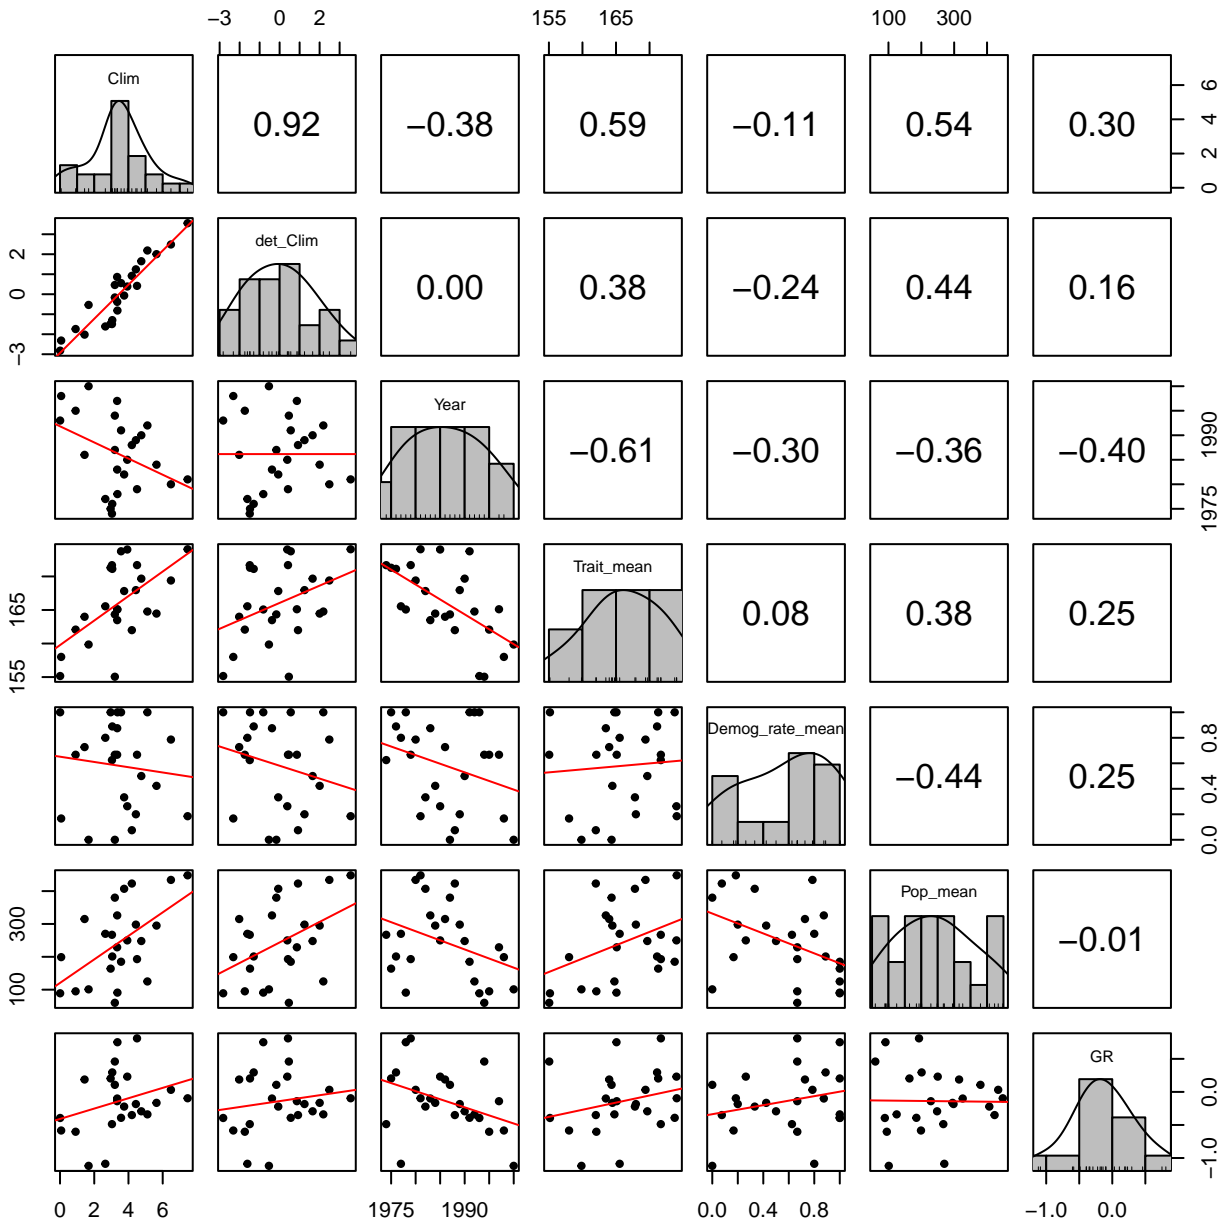 −3 0 2 155 165 100 300
Clim 0.92 −0.38 0.59 −0.11 0.54 0.30 0 2 4 6
−3 0 2 det_Clim 0.00 0.38 −0.24 0.44 0.16
Year −0.61 −0.30 −0.36 −0.40 1975 1990
155 165 Trait_mean 0.08 0.38 0.25
Demog_rate_mean −0.44 0.25 0.0 0.4 0.8
100 300 Pop_mean −0.01
GR −1.0 0.0
0 2 4 6 1975 1990 0.0 0.4 0.8 −1.0 0.0